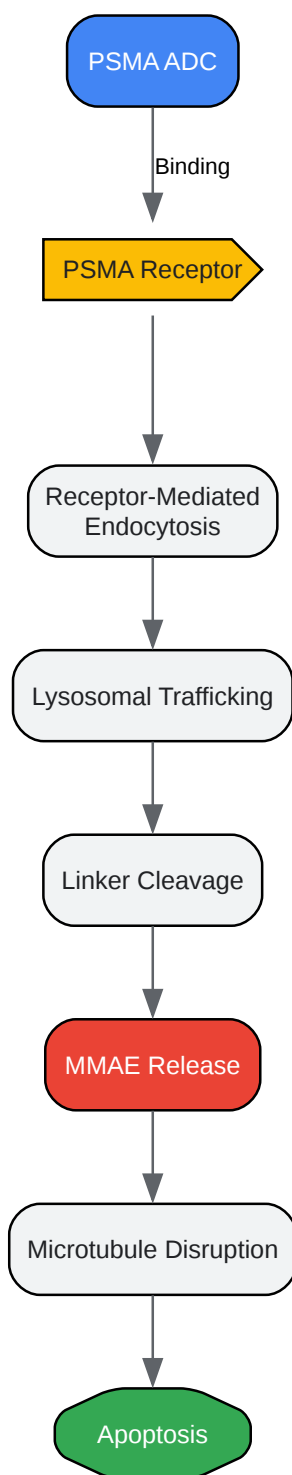 PSMA ADC
Binding
PSMA Receptor
Receptor-Mediated
Endocytosis
Lysosomal Trafficking
Linker Cleavage
MMAE Release
Microtubule Disruption
Apoptosis